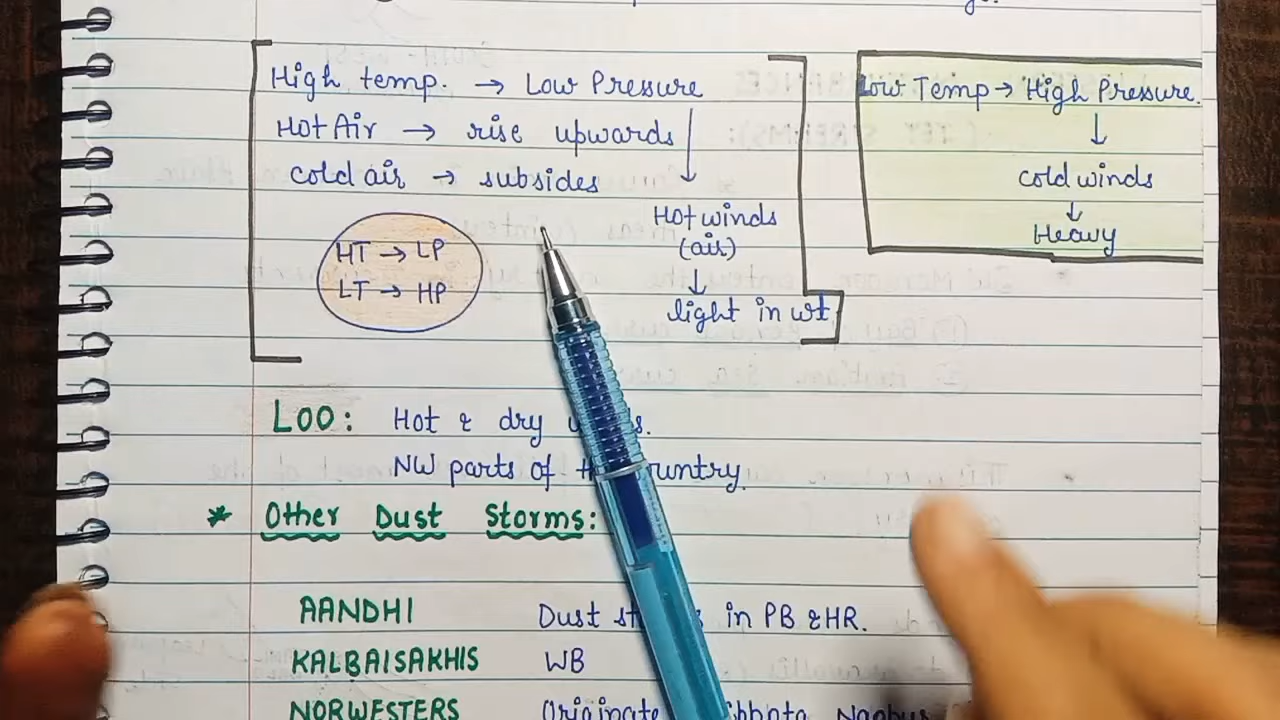 High temp. → Low Pressure
Hot Air → rise upwards
cold air → subsides
Hot winds
(air)
light in wt.
HT → LP
LT → HP
Low Temp → High Pressure.
cold winds
Heavy
LOO: Hot & dry
NW parts of
* Other Dust Storms:
AANDHI Dust in PB & HR.
KALBAISAKHIS WB
NORWESTERS